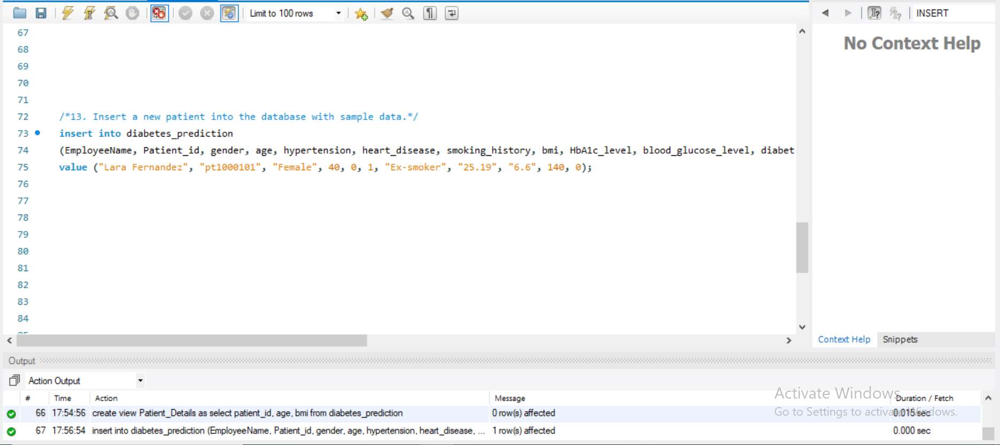 Limit to 100 rows
INSERT
No Context Help
67
68
69
70
71
72 /*13. Insert a new patient into the database with sample data.*/
73 insert into diabetes_prediction
74 (EmployeeName, Patient_id, gender, age, hypertension, heart_disease, smoking_history, bmi, HbA1c_level, blood_glucose_level, diabet
75 value ("Lara Fernandez", "pt1000101", "Female", 40, 0, 1, "Ex-smoker", "25.19", "6.6", 140, 0);
76
77
78
79
80
81
82
83
84
Context Help Snippets
Output
Action Output
# Time Action Message Duration / Fetch
66 17:54:56 create view Patient_Details as select patient_id, age, bmi from diabetes_prediction 0 row(s) affected 0.015 sec
67 17:56:54 insert into diabetes_prediction (EmployeeName, Patient_id, gender, age, hypertension, heart_disease, ... 1 row(s) affected 0.000 sec
Activate Windows
Go to Settings to activate Windows.